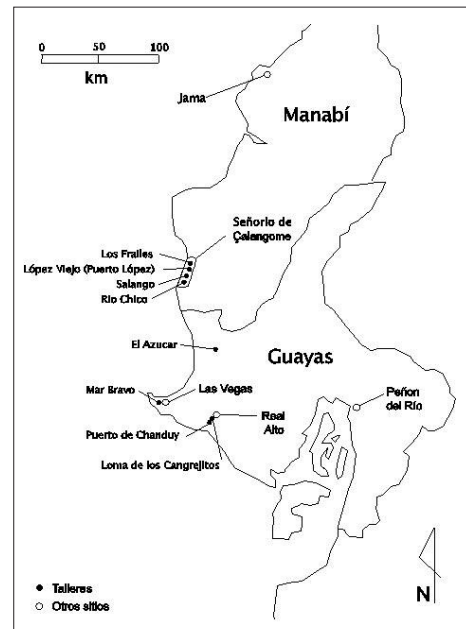 0 50 100
km
Jama
Manabí
Señorío de
Çalangome
Los Frailes
López Viejo (Puerto López)
Salango
Río Chico
El Azucar
Guayas
Mar Bravo
Las Vegas
Peñon
del Río
Real
Alto
Puerto de Chanduy
Loma de los Cangrejitos
Talleres
Otros sitios
N